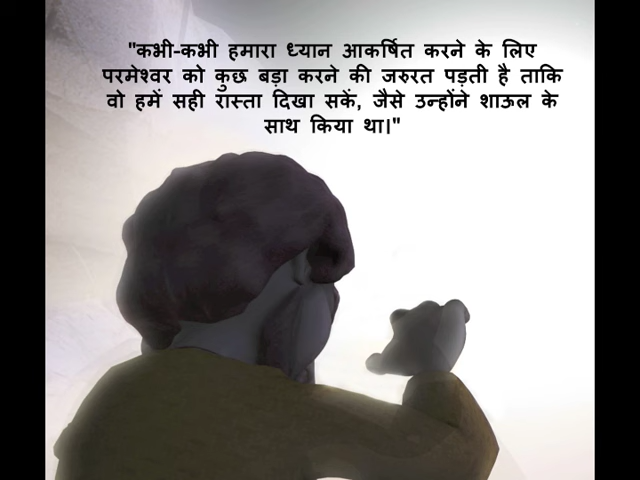 "कभी-कभी हमारा ध्यान आकर्षित करने के लिए
परमेश्वर को कुछ बड़ा करने की जरुरत पड़ती है ताकि
वो हमें सही रास्ता दिखा सकें, जैसे उन्होंने शाऊल के
साथ किया था।"